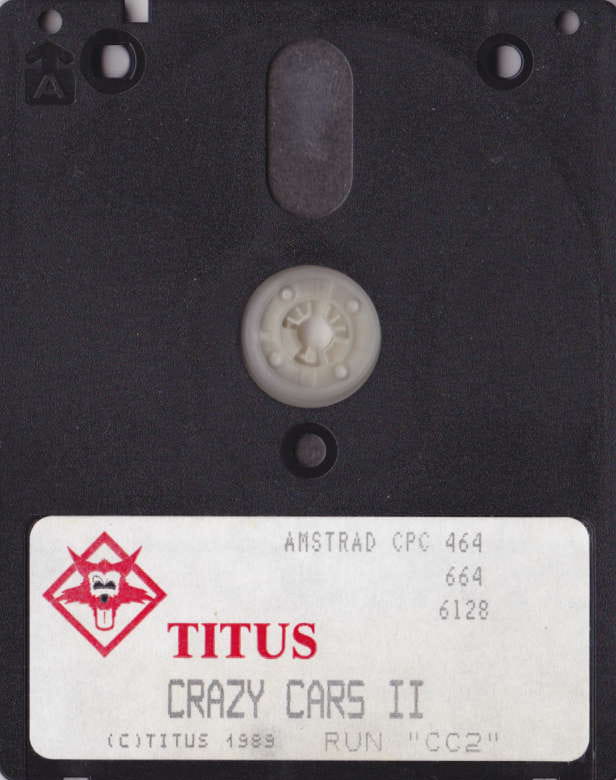 A
AMSTRAD CPC 464
664
6128
TITUS
CRAZY CARS II
(C)TITUS 1989 RUN "CC2"